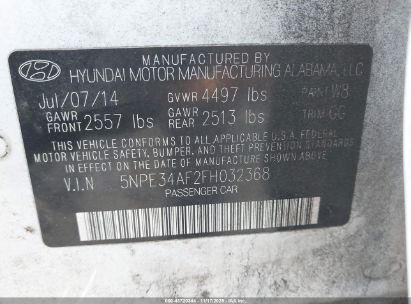 MANUFACTURED BY
HYUNDAI MOTOR MANUFACTURING ALABAMA, LLC
Jul/07/14 GVWR 4497 lbs PAINT W8
GAWR FRONT 2557 lbs GAWR REAR 2513 lbs TRIM GG
THIS VEHICLE CONFORMS TO ALL APPLICABLE U.S.A. FEDERAL
MOTOR VEHICLE SAFETY, BUMPER, AND THEFT PREVENTION STANDARDS
IN EFFECT ON THE DATE OF MANUFACTURE SHOWN ABOVE
V.I.N 5NPE34AF2FH032368
PASSENGER CAR